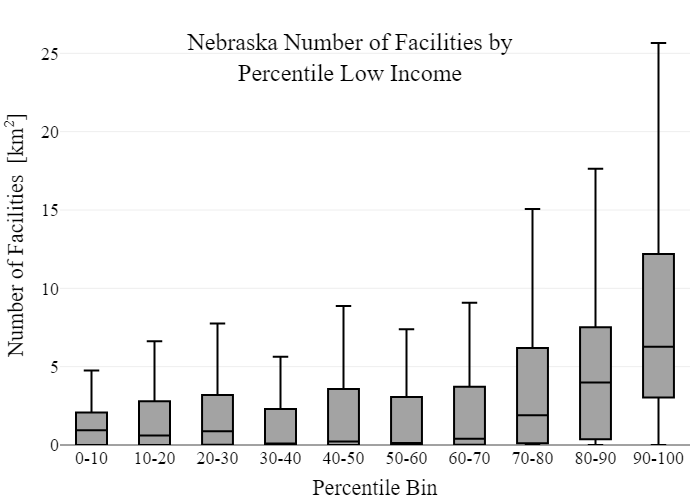 Nebraska Number of Facilities by
Percentile Low Income
Number of Facilities [km²]
25
20
15
10
5
0
0-10 10-20 20-30 30-40 40-50 50-60 60-70 70-80 80-90 90-100
Percentile Bin